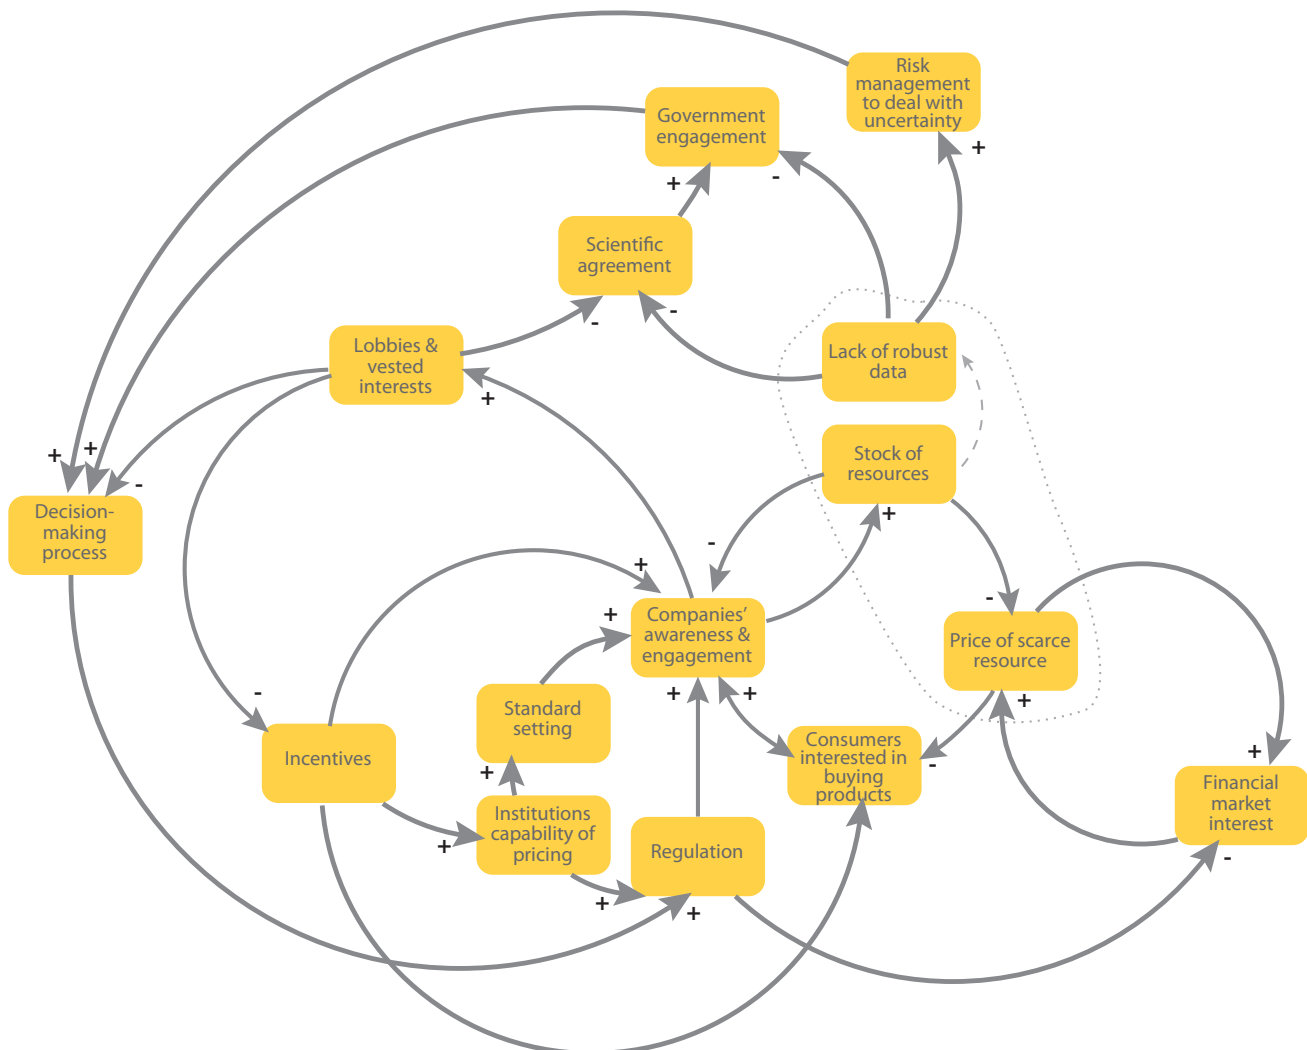 Risk
management
to deal with
uncertainty
+
Government
engagement
+
-
Scientific
agreement
-
-
Lobbies &
vested
interests
+
Lack of robust
data
Stock of
resources
+
-
+
+
-
Decision-
making
process
-
+
+
Companies'
awareness &
engagement
+
+
-
Price of scarce
resource
+
-
Incentives
Standard
setting
+
Consumers
interested in
buying
products
-
+
Financial
market
interest
-
+
Institutions
capability of
pricing
+
Regulation
+